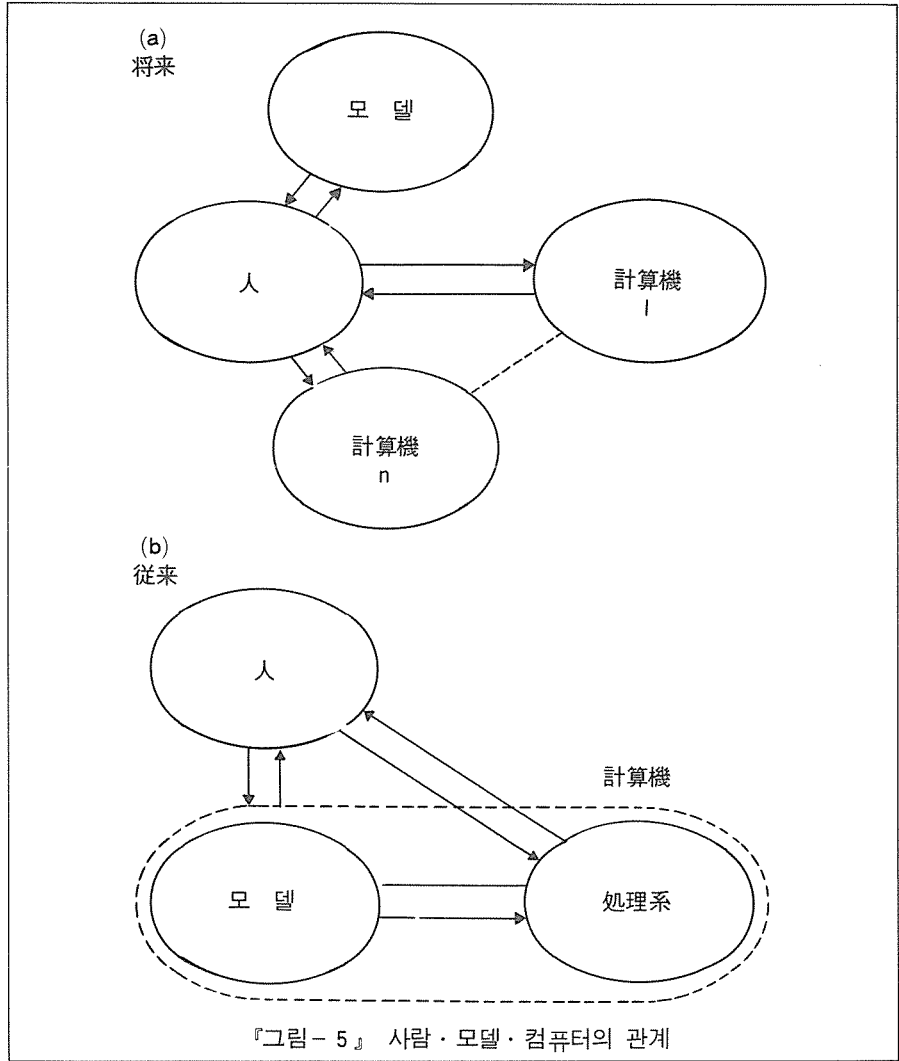 (a)
将来
모 델
人
計算機
1
計算機
n
(b)
従来
人
計算機
모 델
処理系
『그림- 5』 사람·모델·컴퓨터의 관계